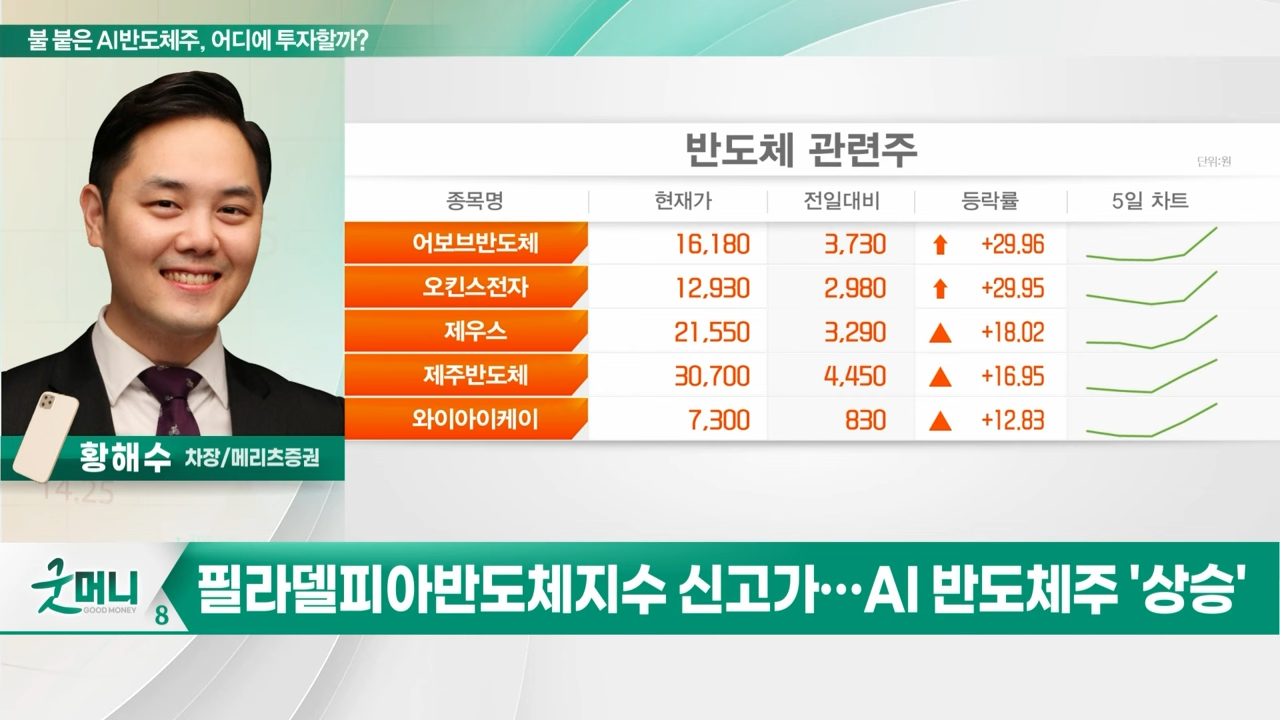 불 붙은 AI반도체주, 어디에 투자할까?
반도체 관련주
단위:원
종목명 현재가 전일대비 등락률 5일 차트
어보브반도체 16,180 3,730 ⬆ +29.96
오킨스전자 12,930 2,980 ⬆ +29.95
제우스 21,550 3,290 ▲ +18.02
제주반도체 30,700 4,450 ▲ +16.95
와이아이케이 7,300 830 ▲ +12.83
황해수 차장/메리츠증권
14.25
굿머니
GOOD MONEY
8
필라델피아반도체지수 신고가…AI 반도체주 '상승'